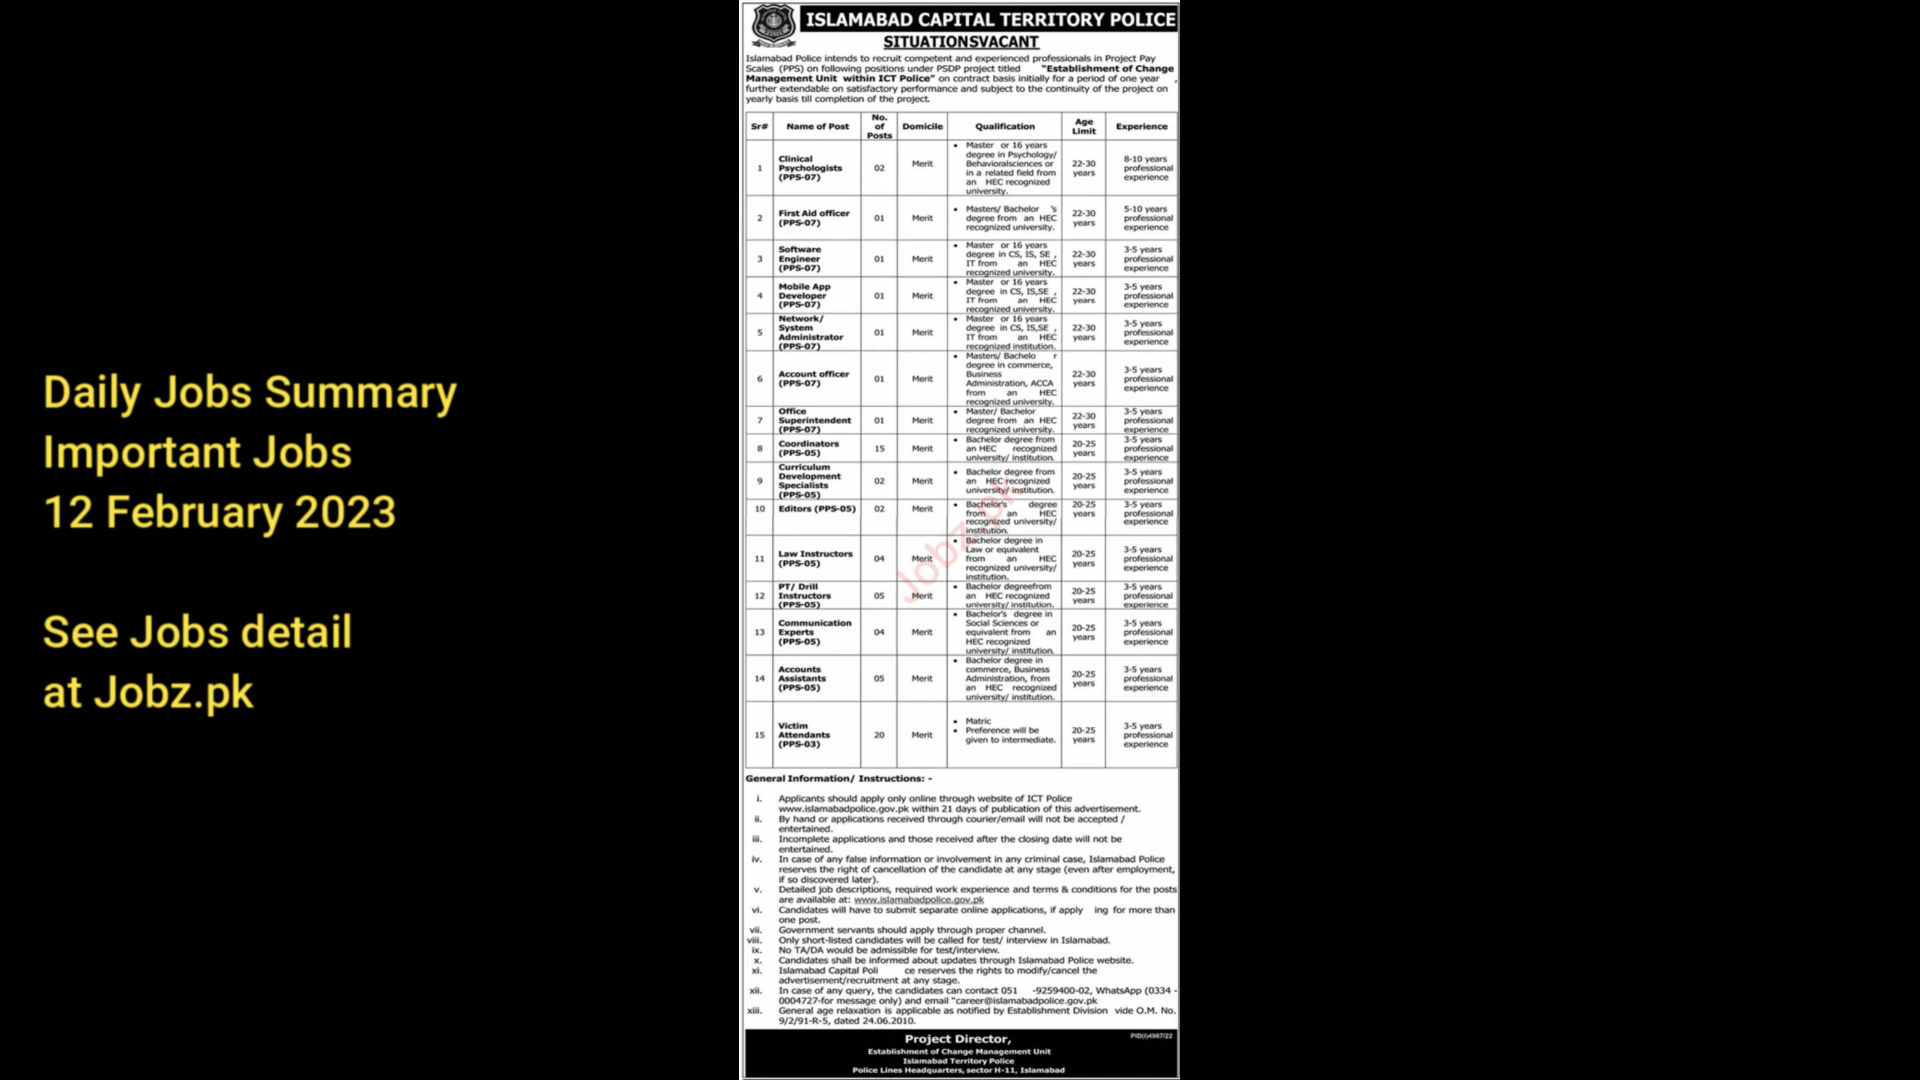 Daily Jobs Summary
Important Jobs
12 February 2023
See Jobs detail
at Jobz.pk
ISLAMABAD CAPITAL TERRITORY POLICE
SITUATIONSVACANT
Islamabad Police intends to recruit competent and experienced professionals in Project Pay
Scales (PPS) on following positions under PSDP project titled "Establishment of Change
Management Unit within ICT Police" on contract basis initially for a period of one year ,
further extendable on satisfactory performance and subject to the continuity of the project on
yearly basis till completion of the project.
Sr# Name of Post No. of Posts Domicile Qualification Age Limit Experience
1 Clinical Psychologists (PPS-07) 02 Merit • Master or 16 years degree in Psychology/ Behavioralsciences or in a related field from an HEC recognized university. 22-30 years 8-10 years professional experience
2 First Aid officer (PPS-07) 01 Merit • Masters/ Bachelor 's degree from an HEC recognized university. 22-30 years 5-10 years professional experience
3 Software Engineer (PPS-07) 01 Merit • Master or 16 years degree in CS, IS, SE , IT from an HEC recognized university. 22-30 years 3-5 years professional experience
4 Mobile App Developer (PPS-07) 01 Merit • Master or 16 years degree in CS, IS,SE , IT from an HEC recognized university. 22-30 years 3-5 years professional experience
5 Network/ System Administrator (PPS-07) 01 Merit • Master or 16 years degree in CS, IS,SE , IT from an HEC recognized institution. 22-30 years 3-5 years professional experience
6 Account officer (PPS-07) 01 Merit • Masters/ Bachelo r degree in commerce, Business Administration, ACCA from an HEC recognized university. 22-30 years 3-5 years professional experience
7 Office Superintendent (PPS-07) 01 Merit • Master/ Bachelor degree from an HEC recognized university. 22-30 years 3-5 years professional experience
8 Coordinators (PPS-05) 15 Merit • Bachelor degree from an HEC recognized university/ institution. 20-25 years 3-5 years professional experience
9 Curriculum Development Specialists (PPS-05) 02 Merit • Bachelor degree from an HEC recognized university/ institution. 20-25 years 3-5 years professional experience
10 Editors (PPS-05) 02 Merit • Bachelor's degree from an HEC recognized university/ institution. 20-25 years 3-5 years professional experience
11 Law Instructors (PPS-05) 04 Merit • Bachelor degree in Law or equivalent from an HEC recognized university/ institution. 20-25 years 3-5 years professional experience
12 PT/ Drill Instructors (PPS-05) 05 Merit • Bachelor degreefrom an HEC recognized university/ institution. 20-25 years 3-5 years professional experience
13 Communication Experts (PPS-05) 04 Merit • Bachelor's degree in Social Sciences or equivalent from an HEC recognized university/ institution. 20-25 years 3-5 years professional experience
14 Accounts Assistants (PPS-05) 05 Merit • Bachelor degree in commerce, Business Administration, from an HEC recognized university/ institution. 20-25 years 3-5 years professional experience
15 Victim Attendants (PPS-03) 20 Merit • Matric • Preference will be given to intermediate. 20-25 years 3-5 years professional experience
Jobz.pk
General Information/ Instructions: -
i. Applicants should apply only online through website of ICT Police
www.islamabadpolice.gov.pk within 21 days of publication of this advertisement.
ii. By hand or applications received through courier/email will not be accepted /
entertained.
iii. Incomplete applications and those received after the closing date will not be
entertained.
iv. In case of any false information or involvement in any criminal case, Islamabad Police
reserves the right of cancellation of the candidate at any stage (even after employment,
if so discovered later).
v. Detailed job descriptions, required work experience and terms & conditions for the posts
are available at: www.islamabadpolice.gov.pk
vi. Candidates will have to submit separate online applications, if apply ing for more than
one post.
vii. Government servants should apply through proper channel.
viii. Only short-listed candidates will be called for test/ interview in Islamabad.
ix. No TA/DA would be admissible for test/interview.
x. Candidates shall be informed about updates through Islamabad Police website.
xi. Islamabad Capital Poli ce reserves the rights to modify/cancel the
advertisement/recruitment at any stage.
xii. In case of any query, the candidates can contact 051 -9259400-02, WhatsApp (0334 -
0004727-for message only) and email "career@islamabadpolice.gov.pk
xiii. General age relaxation is applicable as notified by Establishment Division vide O.M. No.
9/2/91-R-5, dated 24.06.2010.
Project Director,
PID(I)4987/22
Establishment of Change Management Unit
Islamabad Territory Police
Police Lines Headquarters, sector H-11, Islamabad